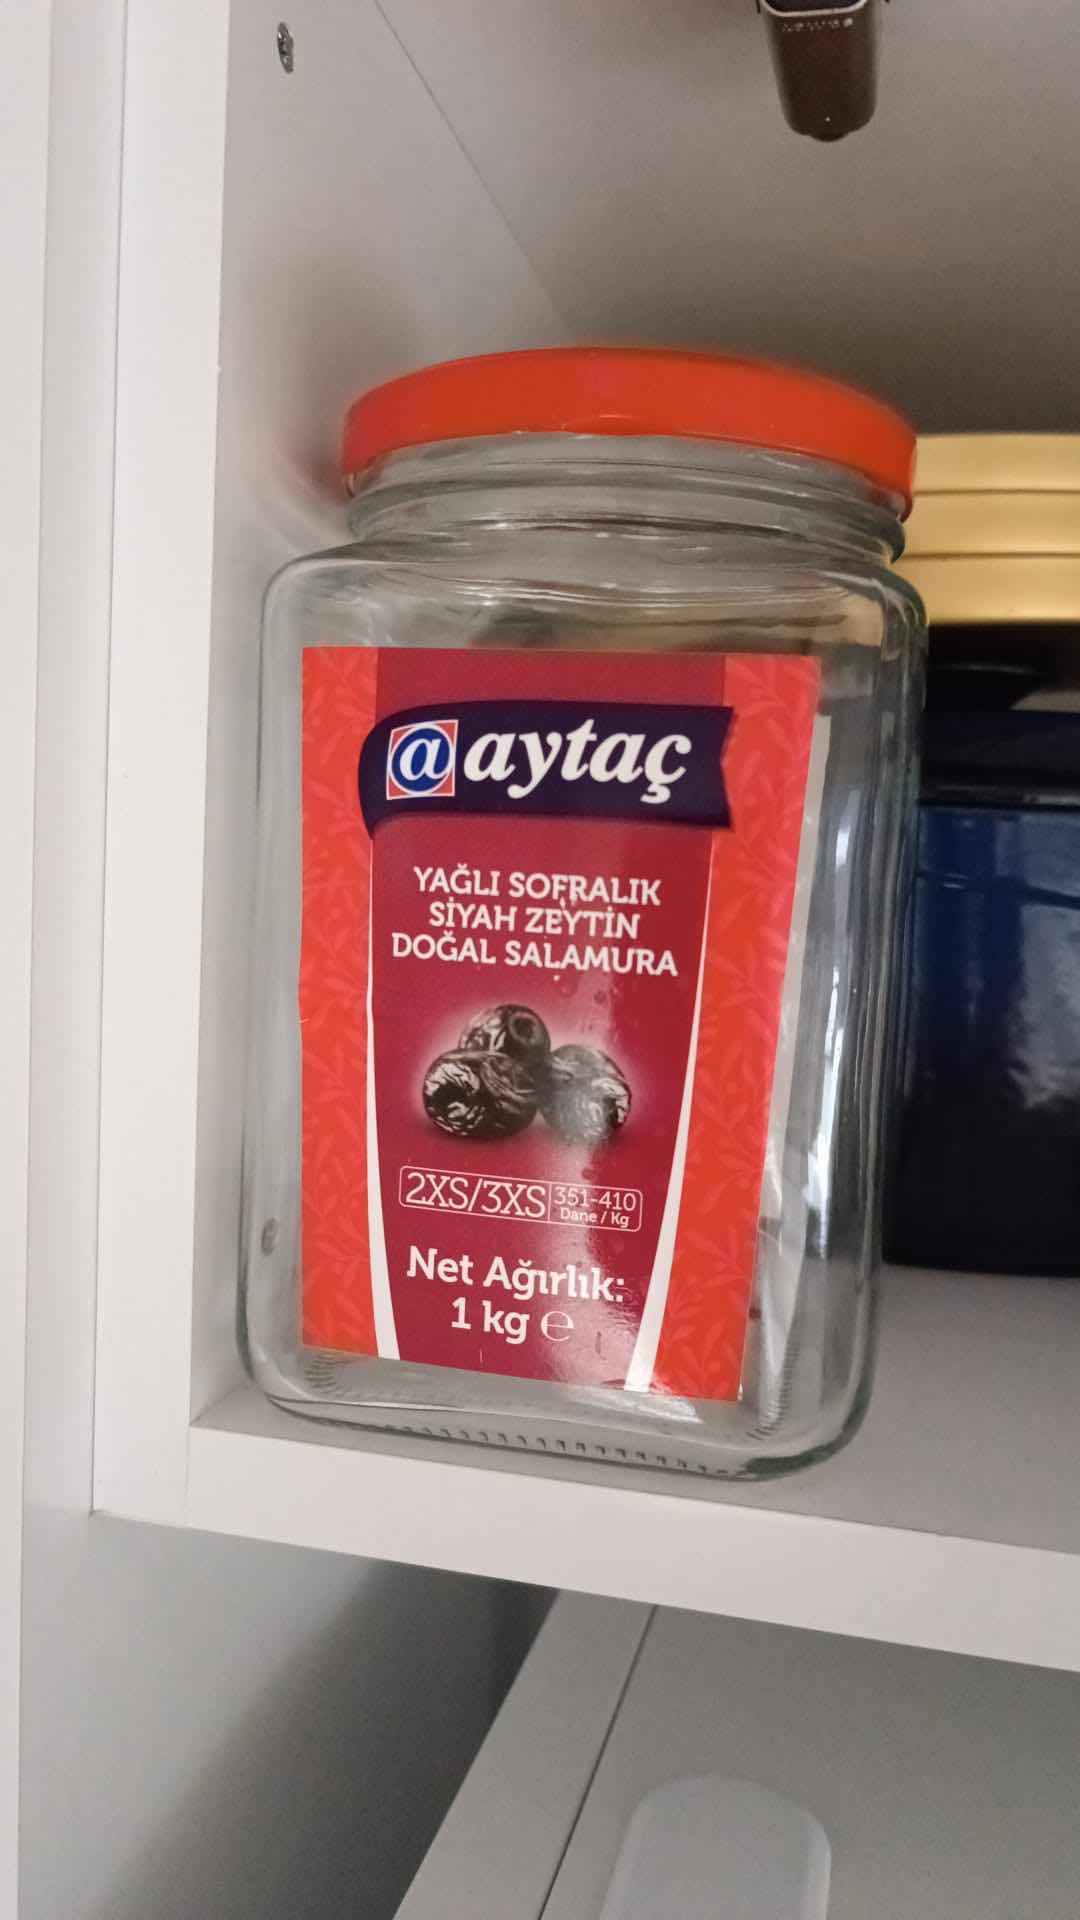 @ aytaç
YAĞLI SOFRALIK
SİYAH ZEYTİN
DOĞAL SALAMURA
2XS/3XS 351-410
Dane / Kg
Net Ağırlık:
1 kg ℮